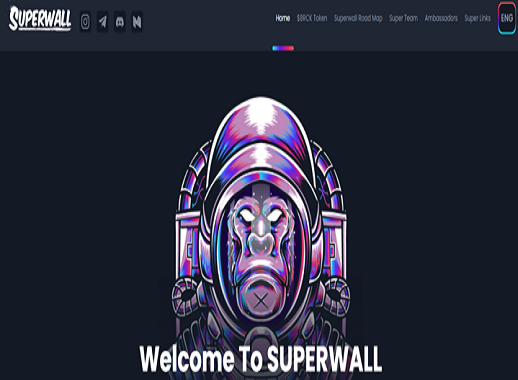 SUPERWALL
Home $BRCK Token Superwall Road Map Super Team Ambassadors Super Links ENG
Welcome To SUPERWALL